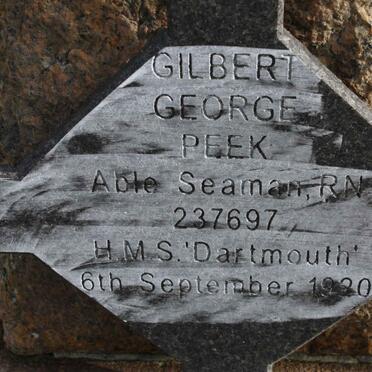 GILBERT
GEORGE
PEEK
Able Seaman, RN
237697
H.M.S. 'Dartmouth'
6th September 1920